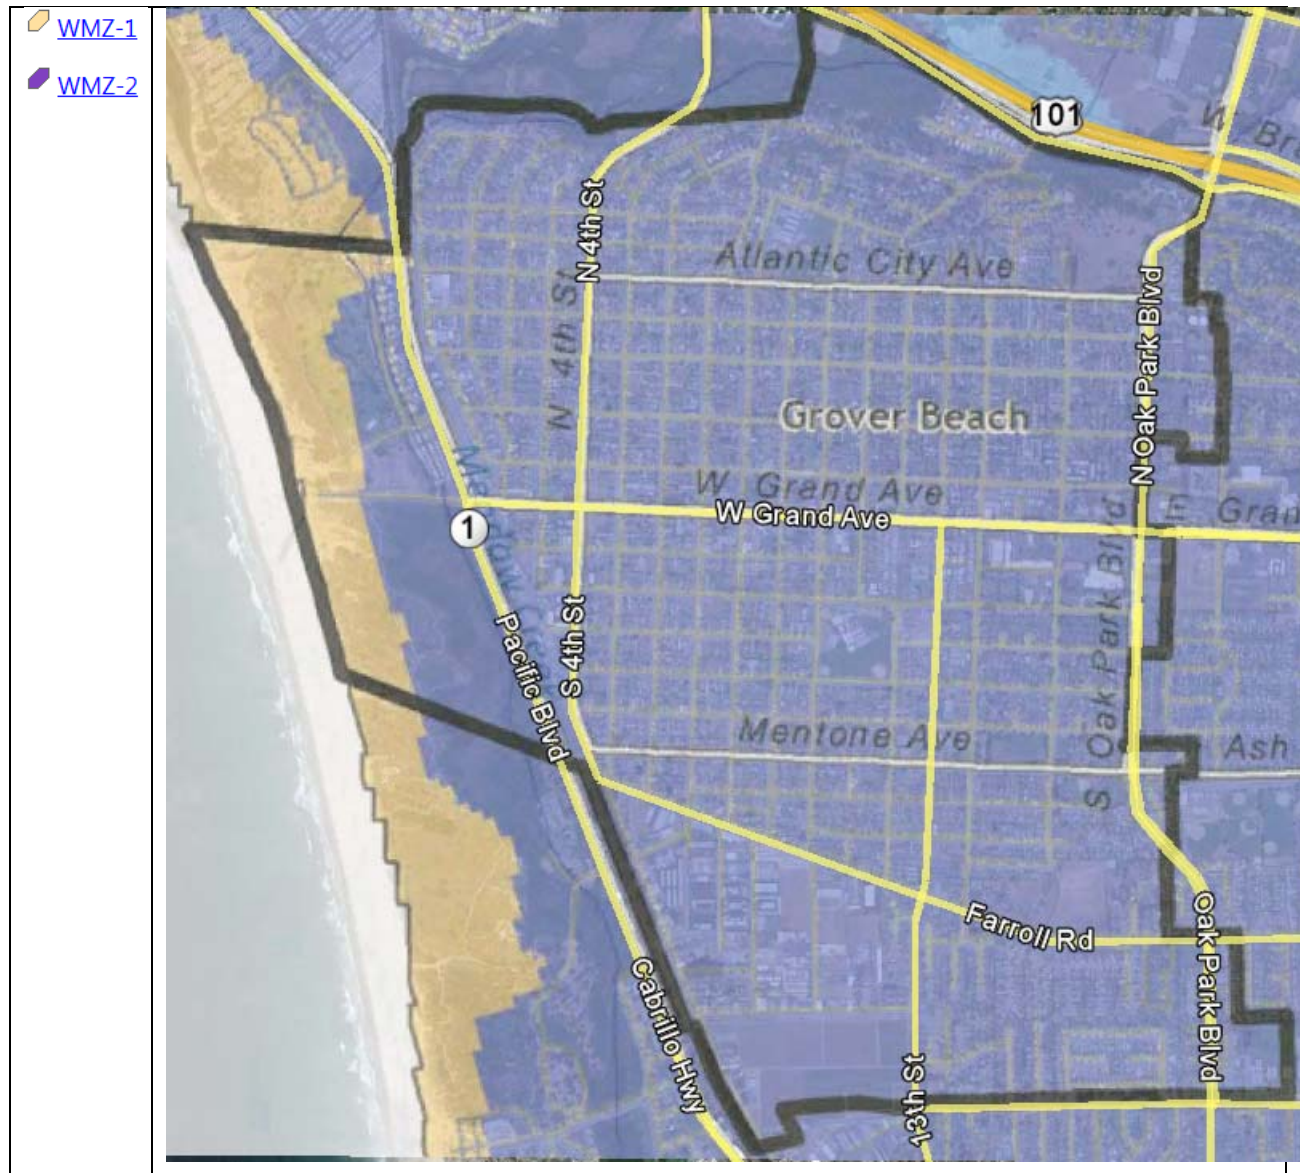 WMZ-1
WMZ-2
101
W Br
N 4th St
N 4th St
Atlantic City Ave
N Oak Park Blvd
Grover Beach
W Grand Ave
W Grand Ave
E Gran
1
Pacific Blvd
S 4th St
S Oak Park Blvd
Mentone Ave
Ash
Farroll Rd
Oak Park Blvd
Cabrillo Hwy
13th St